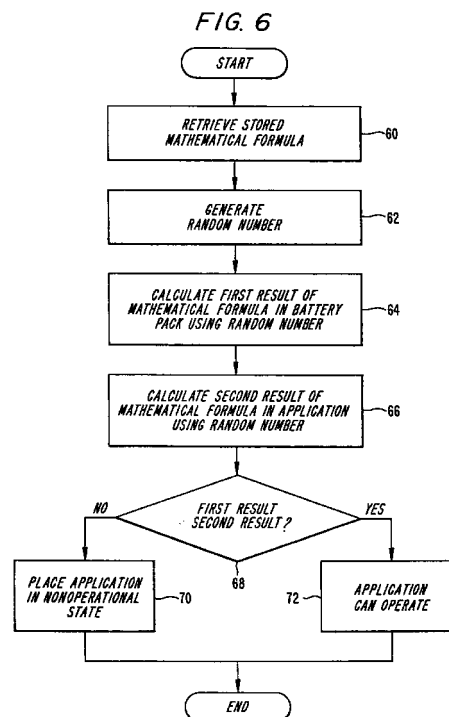 FIG. 6
START
RETRIEVE STORED
MATHEMATICAL FORMULA
60
GENERATE
RANDOM NUMBER
62
CALCULATE FIRST RESULT OF
MATHEMATICAL FORMULA IN BATTERY
PACK USING RANDOM NUMBER
64
CALCULATE SECOND RESULT OF
MATHEMATICAL FORMULA IN APPLICATION
USING RANDOM NUMBER
66
NO
FIRST RESULT
SECOND RESULT?
YES
68
PLACE APPLICATION
IN NONOPERATIONAL
STATE
70
72
APPLICATION
CAN OPERATE
END